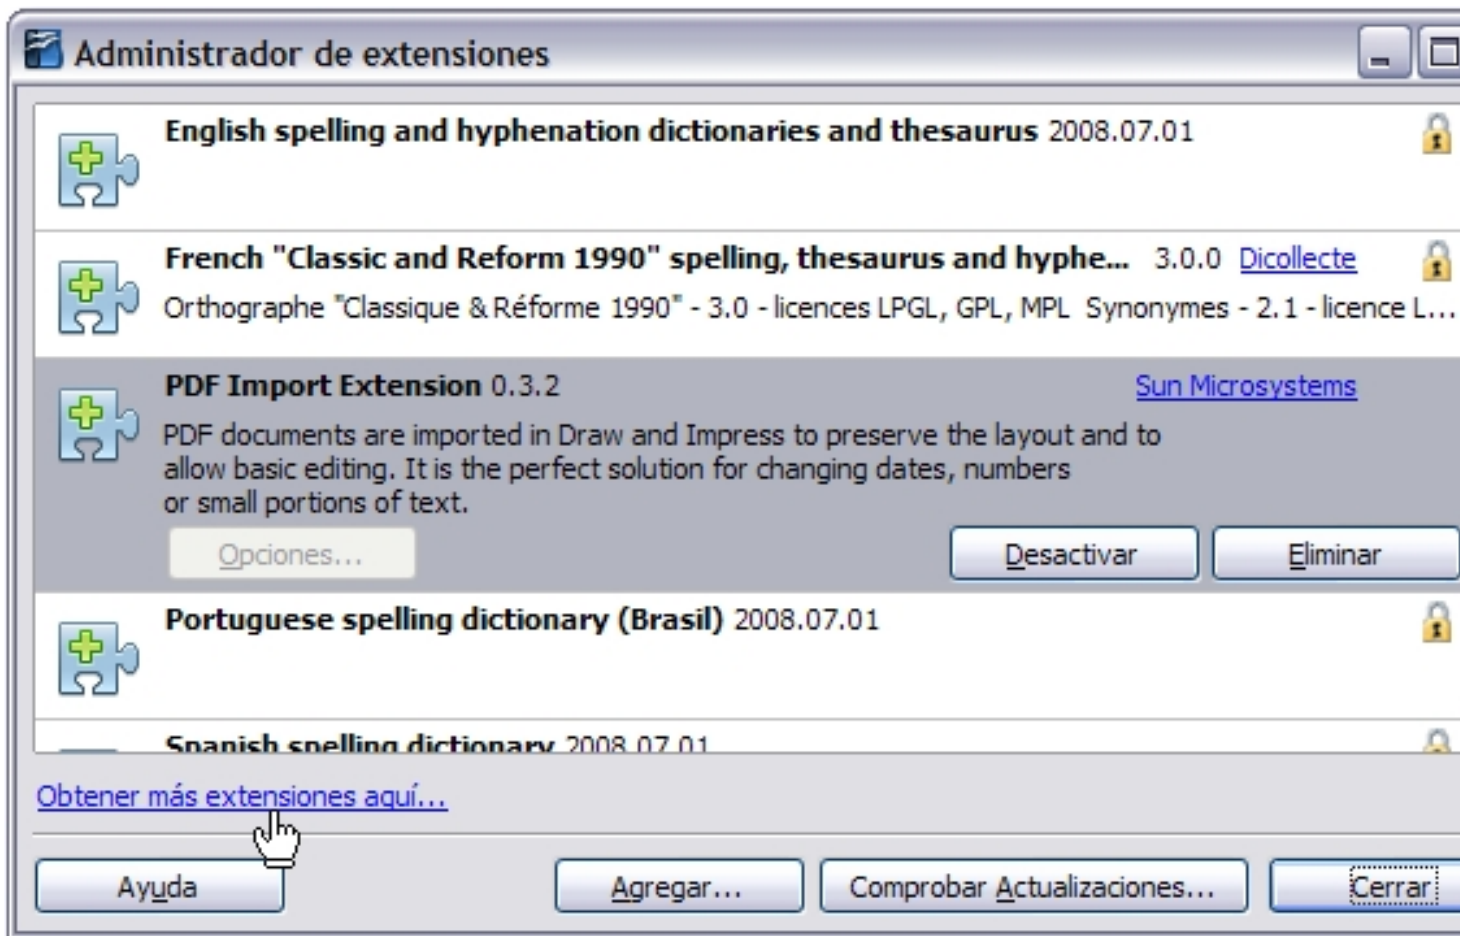 Administrador de extensiones
English spelling and hyphenation dictionaries and thesaurus 2008.07.01
French "Classic and Reform 1990" spelling, thesaurus and hyphe... 3.0.0 Dicollecte
Orthographe "Classique & Réforme 1990" - 3.0 - licences LPGL, GPL, MPL Synonymes - 2.1 - licence L...
PDF Import Extension 0.3.2 Sun Microsystems
PDF documents are imported in Draw and Impress to preserve the layout and to
allow basic editing. It is the perfect solution for changing dates, numbers
or small portions of text.
Opciones... Desactivar Eliminar
Portuguese spelling dictionary (Brasil) 2008.07.01
Spanish spelling dictionary 2008.07.01
Obtener más extensiones aquí...
Ayuda Agregar... Comprobar Actualizaciones... Cerrar